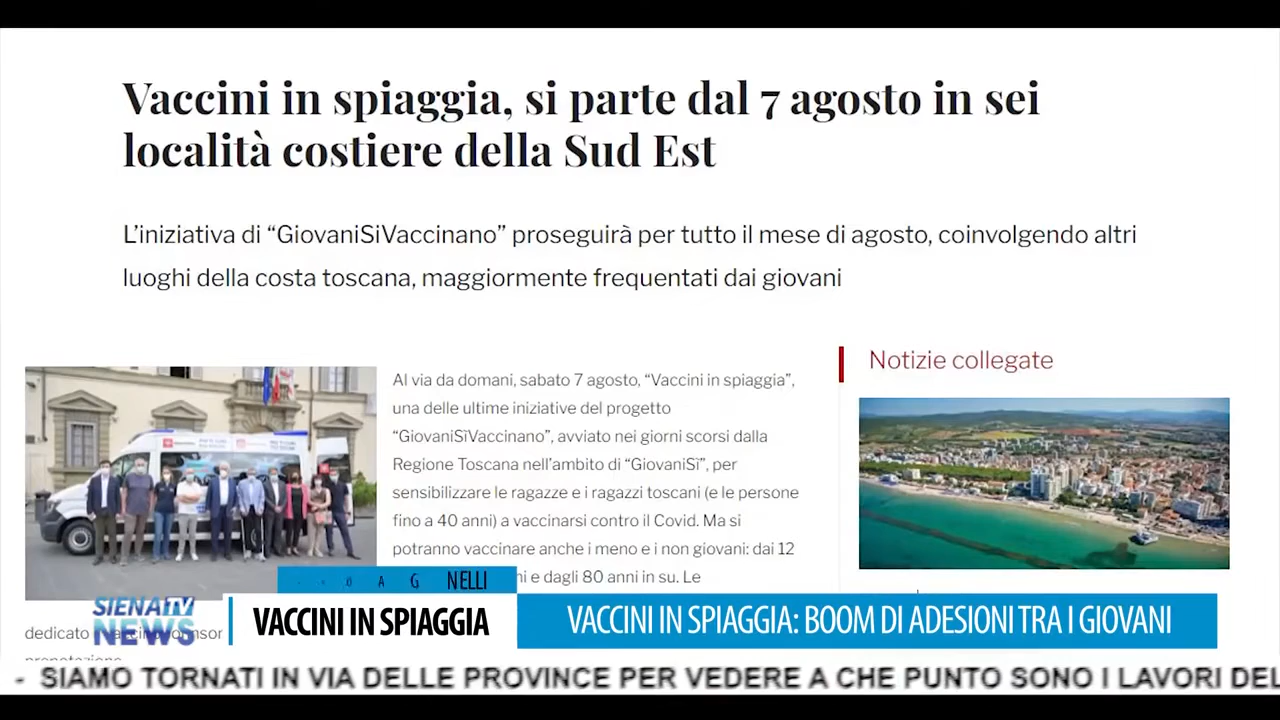 Vaccini in spiaggia, si parte dal 7 agosto in sei
località costiere della Sud Est
L'iniziativa di “GiovaniSiVaccinano” proseguirà per tutto il mese di agosto, coinvolgendo altri
luoghi della costa toscana, maggiormente frequentati dai giovani
Al via da domani, sabato 7 agosto, “Vaccini in spiaggia”,
una delle ultime iniziative del progetto
“GiovaniSìVaccinano”, avviato nei giorni scorsi dalla
Regione Toscana nell'ambito di “GiovaniSì”, per
sensibilizzare le ragazze e i ragazzi toscani (e le persone
fino a 40 anni) a vaccinarsi contro il Covid. Ma si
potranno vaccinare anche i meno e i non giovani: dai 12
e dagli 80 anni in su. Le
Notizie collegate
dedicato
NELLI
SIENA TV
NEWS
VACCINI IN SPIAGGIA
VACCINI IN SPIAGGIA: BOOM DI ADESIONI TRA I GIOVANI
- SIAMO TORNATI IN VIA DELLE PROVINCE PER VEDERE A CHE PUNTO SONO I LAVORI DEL